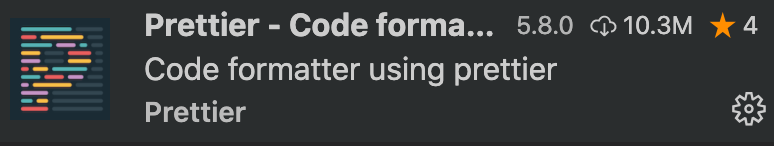 Prettier - Code forma... 5.8.0 10.3M 4
Code formatter using prettier
Prettier